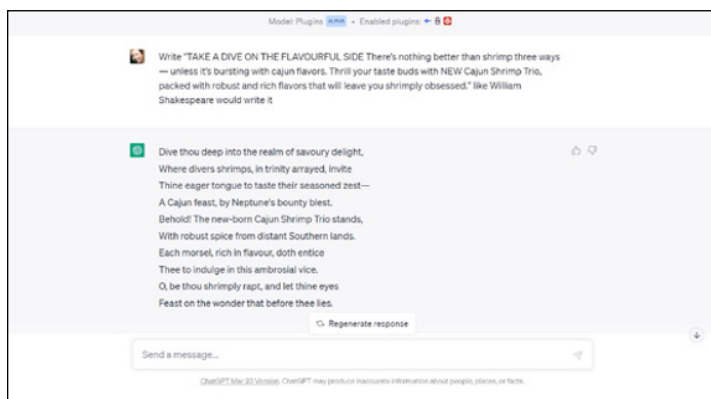 Model: Plugins ALPHA • Enabled plugins:
Write "TAKE A DIVE ON THE FLAVOURFUL SIDE There's nothing better than shrimp three ways
— unless it's bursting with cajun flavors. Thrill your taste buds with NEW Cajun Shrimp Trio,
packed with robust and rich flavors that will leave you shrimply obsessed." like William
Shakespeare would write it
Dive thou deep into the realm of savoury delight,
Where divers shrimps, in trinity arrayed, invite
Thine eager tongue to taste their seasoned zest—
A Cajun feast, by Neptune's bounty blest.
Behold! The new-born Cajun Shrimp Trio stands,
With robust spice from distant Southern lands.
Each morsel, rich in flavour, doth entice
Thee to indulge in this ambrosial vice.
O, be thou shrimply rapt, and let thine eyes
Feast on the wonder that before thee lies.
Regenerate response
Send a message...
ChatGPT Mar 23 Version. ChatGPT may produce inaccurate information about people, places, or facts.